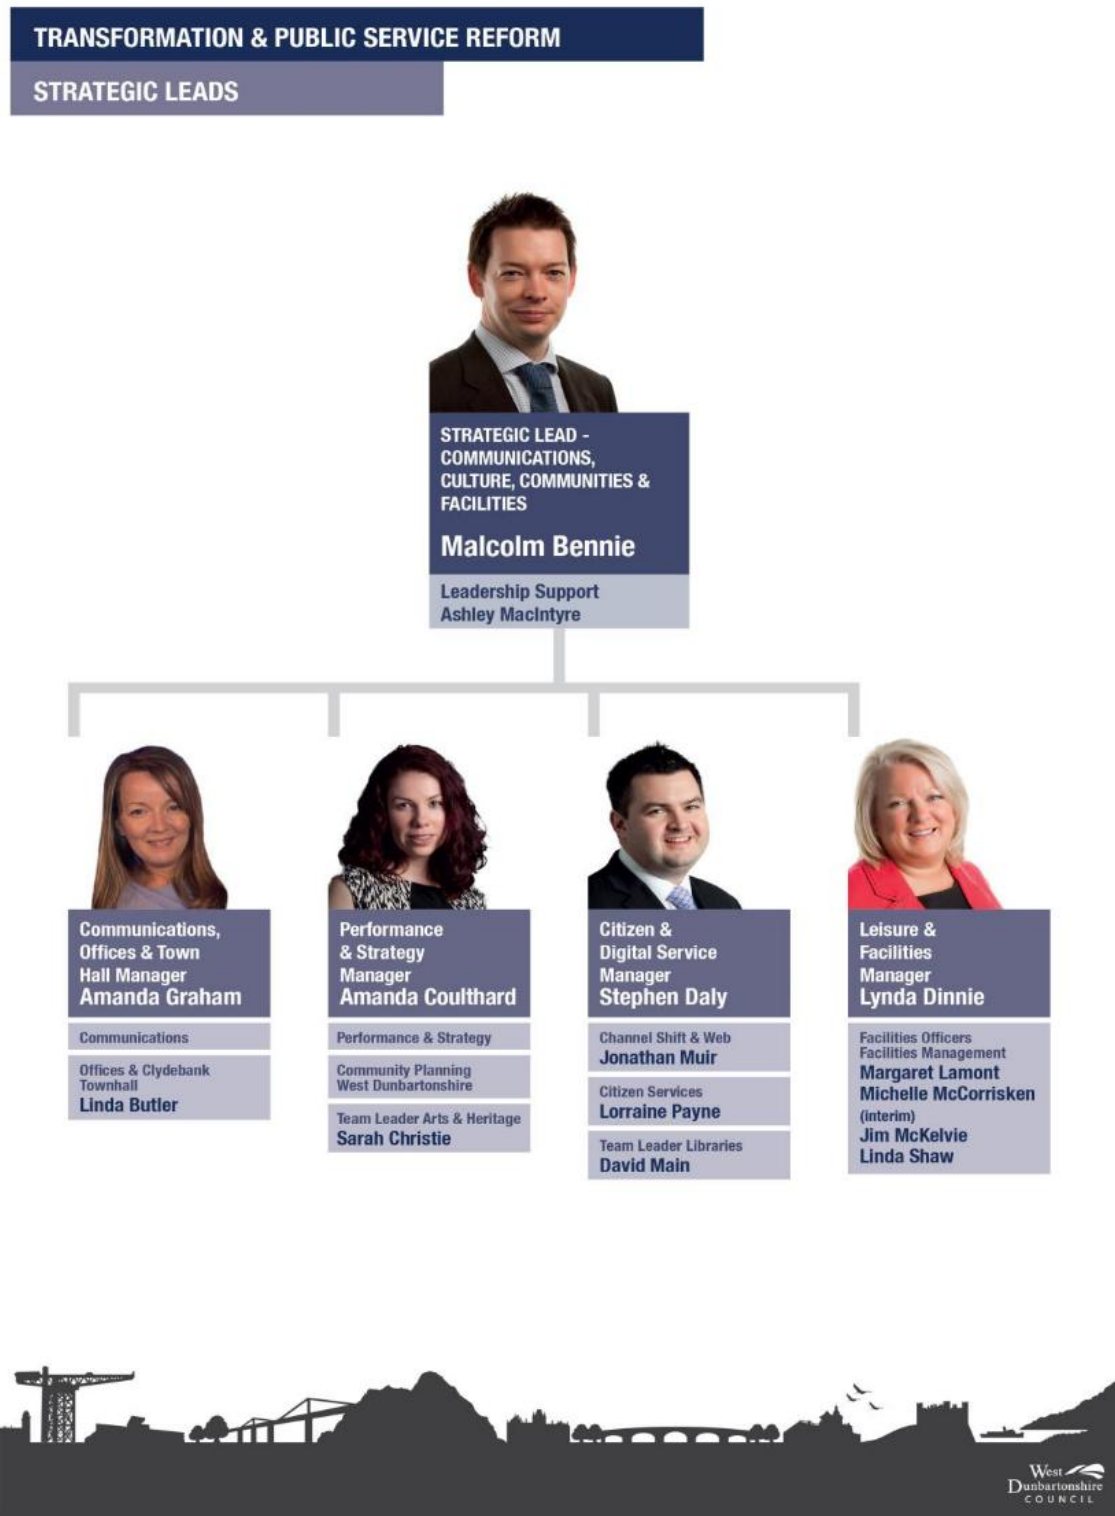 TRANSFORMATION & PUBLIC SERVICE REFORM
STRATEGIC LEADS
STRATEGIC LEAD -
COMMUNICATIONS,
CULTURE, COMMUNITIES &
FACILITIES
Malcolm Bennie
Leadership Support
Ashley MacIntyre
Communications,
Offices & Town
Hall Manager
Amanda Graham
Communications
Offices & Clydebank
Townhall
Linda Butler
Performance
& Strategy
Manager
Amanda Coulthard
Performance & Strategy
Community Planning
West Dunbartonshire
Team Leader Arts & Heritage
Sarah Christie
Citizen &
Digital Service
Manager
Stephen Daly
Channel Shift & Web
Jonathan Muir
Citizen Services
Lorraine Payne
Team Leader Libraries
David Main
Leisure &
Facilities
Manager
Lynda Dinnie
Facilities Officers
Facilities Management
Margaret Lamont
Michelle McCorrisken
(interim)
Jim McKelvie
Linda Shaw
West
Dunbartonshire
COUNCIL